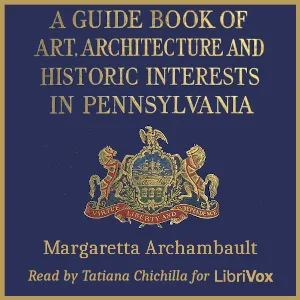 A GUIDE BOOK OF
ART, ARCHITECTURE AND
HISTORIC INTERESTS
IN PENNSYLVANIA
VIRTUE LIBERTY AND INDEPENDENCE
Margaretta Archambault
Read by Tatiana Chichilla for LibriVox